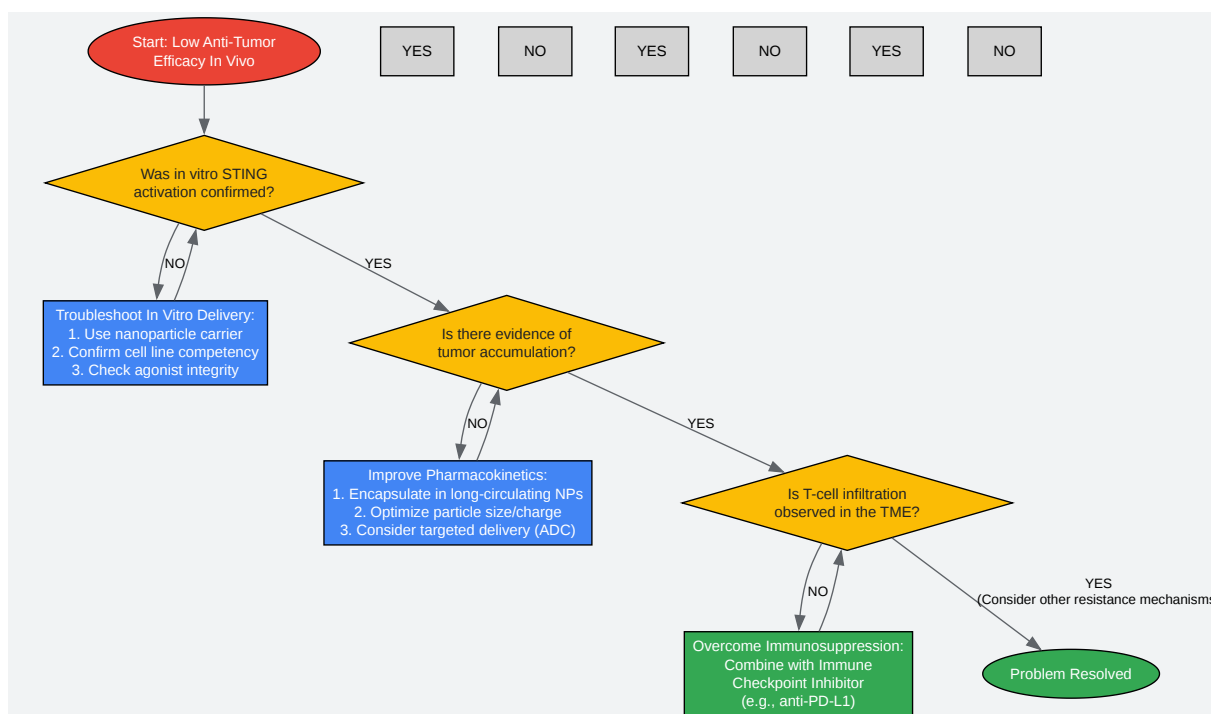 Start: Low Anti-Tumor
Efficacy In Vivo
YES
NO
YES
NO
YES
NO
Was in vitro STING
activation confirmed?
NO
YES
Troubleshoot In Vitro Delivery:
1. Use nanoparticle carrier
2. Confirm cell line competency
3. Check agonist integrity
Is there evidence of
tumor accumulation?
NO
YES
Improve Pharmacokinetics:
1. Encapsulate in long-circulating NPs
2. Optimize particle size/charge
3. Consider targeted delivery (ADC)
Is T-cell infiltration
observed in the TME?
NO
YES
(Consider other resistance mechanisms
Overcome Immunosuppression:
Combine with Immune
Checkpoint Inhibitor
(e.g., anti-PD-L1)
Problem Resolved